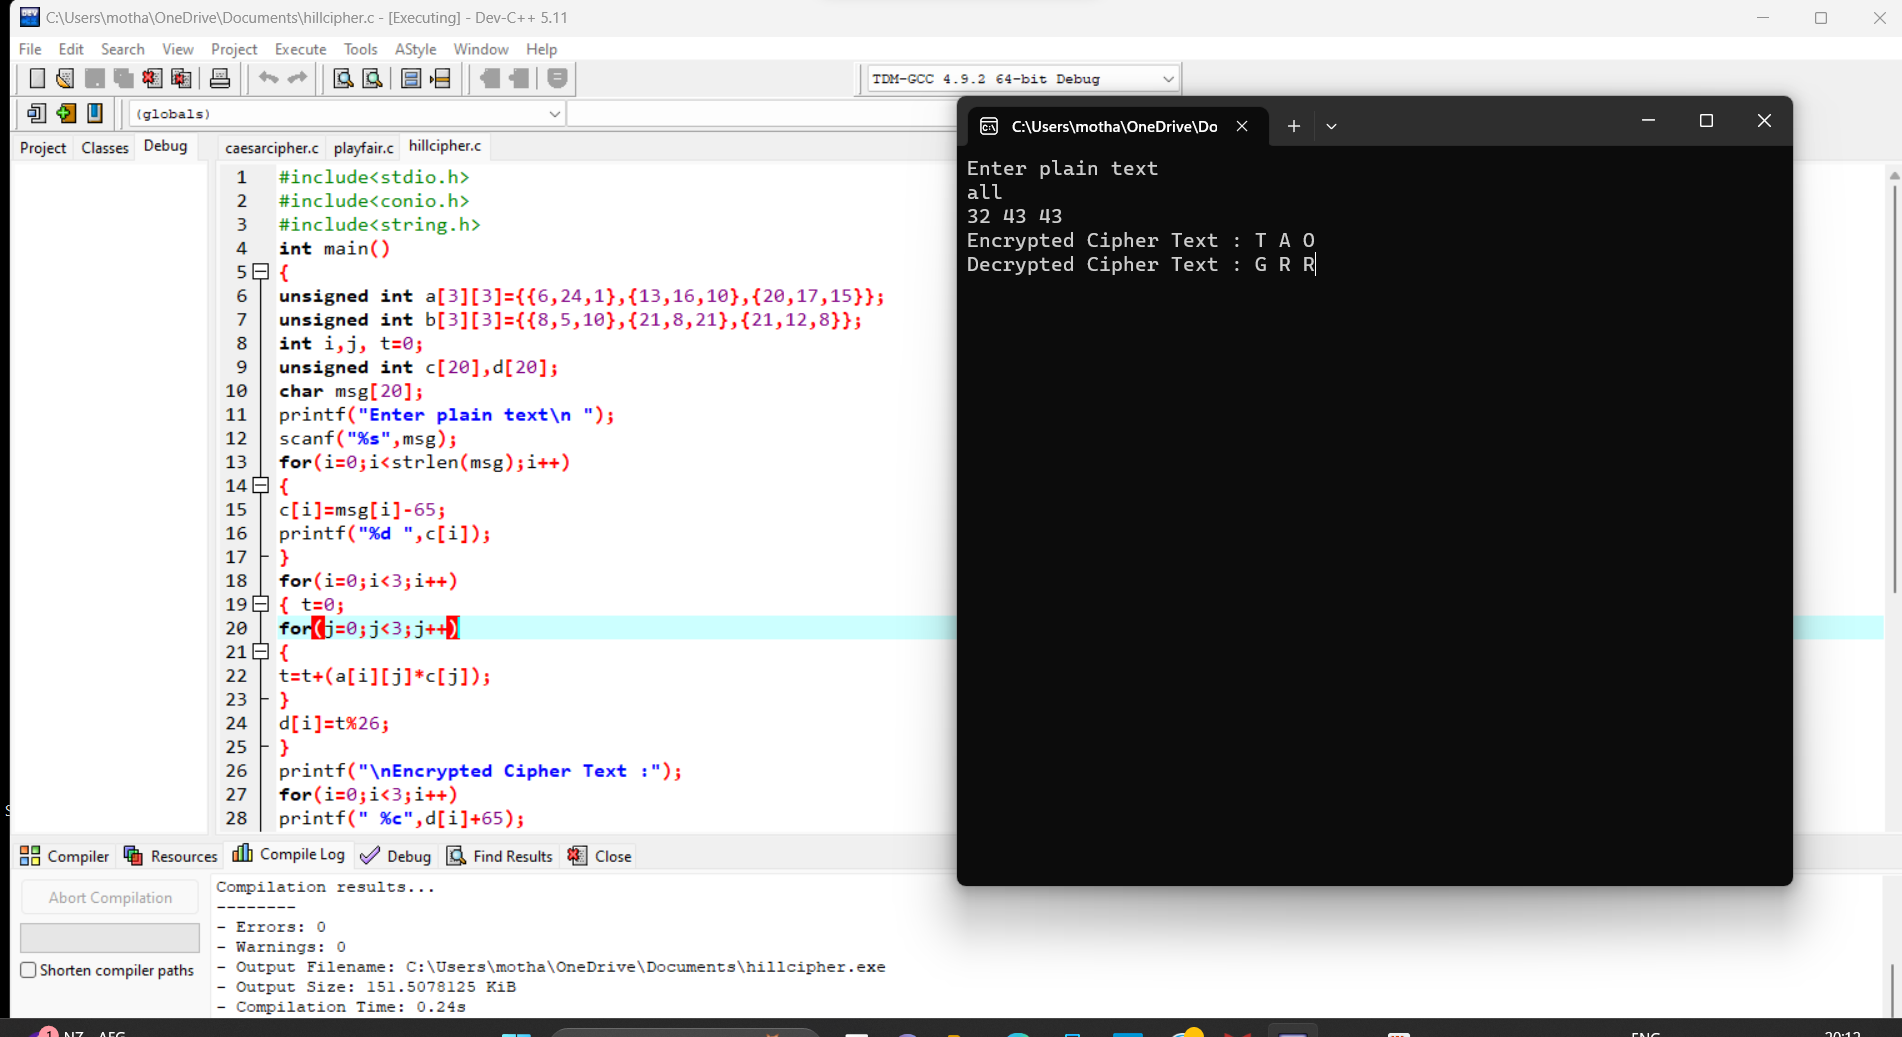 C:\Users\motha\OneDrive\Documents\hillcipher.c - [Executing] - Dev-C++ 5.11
File Edit Search View Project Execute Tools AStyle Window Help
TDM-GCC 4.9.2 64-bit Debug
(globals)
Project Classes Debug
caesarcipher.c playfair.c hillcipher.c
1 #include<stdio.h>
2 #include<conio.h>
3 #include<string.h>
4 int main()
5 {
6 unsigned int a[3][3]={{6,24,1},{13,16,10},{20,17,15}};
7 unsigned int b[3][3]={{8,5,10},{21,8,21},{21,12,8}};
8 int i,j, t=0;
9 unsigned int c[20],d[20];
10 char msg[20];
11 printf("Enter plain text\n ");
12 scanf("%s",msg);
13 for(i=0;i<strlen(msg);i++)
14 {
15 c[i]=msg[i]-65;
16 printf("%d ",c[i]);
17 }
18 for(i=0;i<3;i++)
19 { t=0;
20 for(j=0;j<3;j++)
21 {
22 t=t+(a[i][j]*c[j]);
23 }
24 d[i]=t%26;
25 }
26 printf("\nEncrypted Cipher Text :");
27 for(i=0;i<3;i++)
28 printf(" %c",d[i]+65);
C:\Users\motha\OneDrive\Do
Enter plain text
all
32 43 43
Encrypted Cipher Text : T A O
Decrypted Cipher Text : G R R
Compiler Resources Compile Log Debug Find Results Close
Abort Compilation
Shorten compiler paths
Compilation results...
--------
- Errors: 0
- Warnings: 0
- Output Filename: C:\Users\motha\OneDrive\Documents\hillcipher.exe
- Output Size: 151.5078125 KiB
- Compilation Time: 0.24s
1 NZ - AFG
ENG
20:12